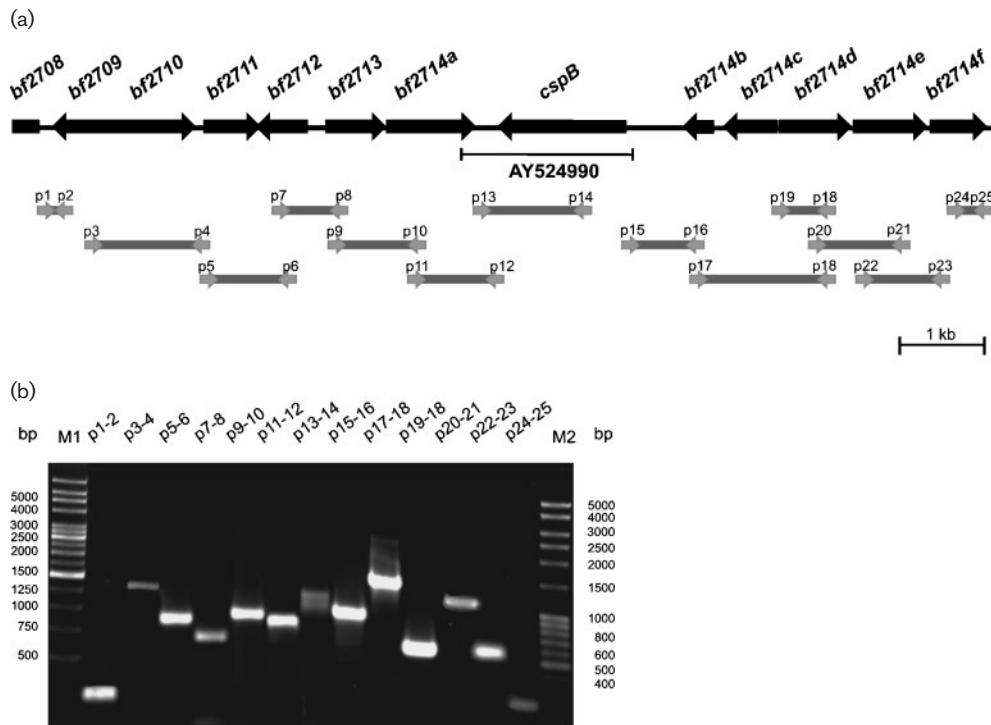 (a)
bf2708 bf2709 bf2710 bf2711 bf2712 bf2713 bf2714a cspB bf2714b bf2714c bf2714d bf2714e bf2714f
AY524990
p1 p2 p7 p8 p13 p14 p19 p18 p24 p25
p3 p4 p9 p10 p15 p16 p20 p21
p5 p6 p11 p12 p17 p18 p22 p23
1 kb
(b)
bp M1 p1-2 p3-4 p5-6 p7-8 p9-10 p11-12 p13-14 p15-16 p17-18 p19-18 p20-21 p22-23 p24-25 M2 bp
5000 5000
4000 4000
3000 3000
2500 2500
2000 2000
1500 1500
1250 1000
1000 800
750 600
500 500
400